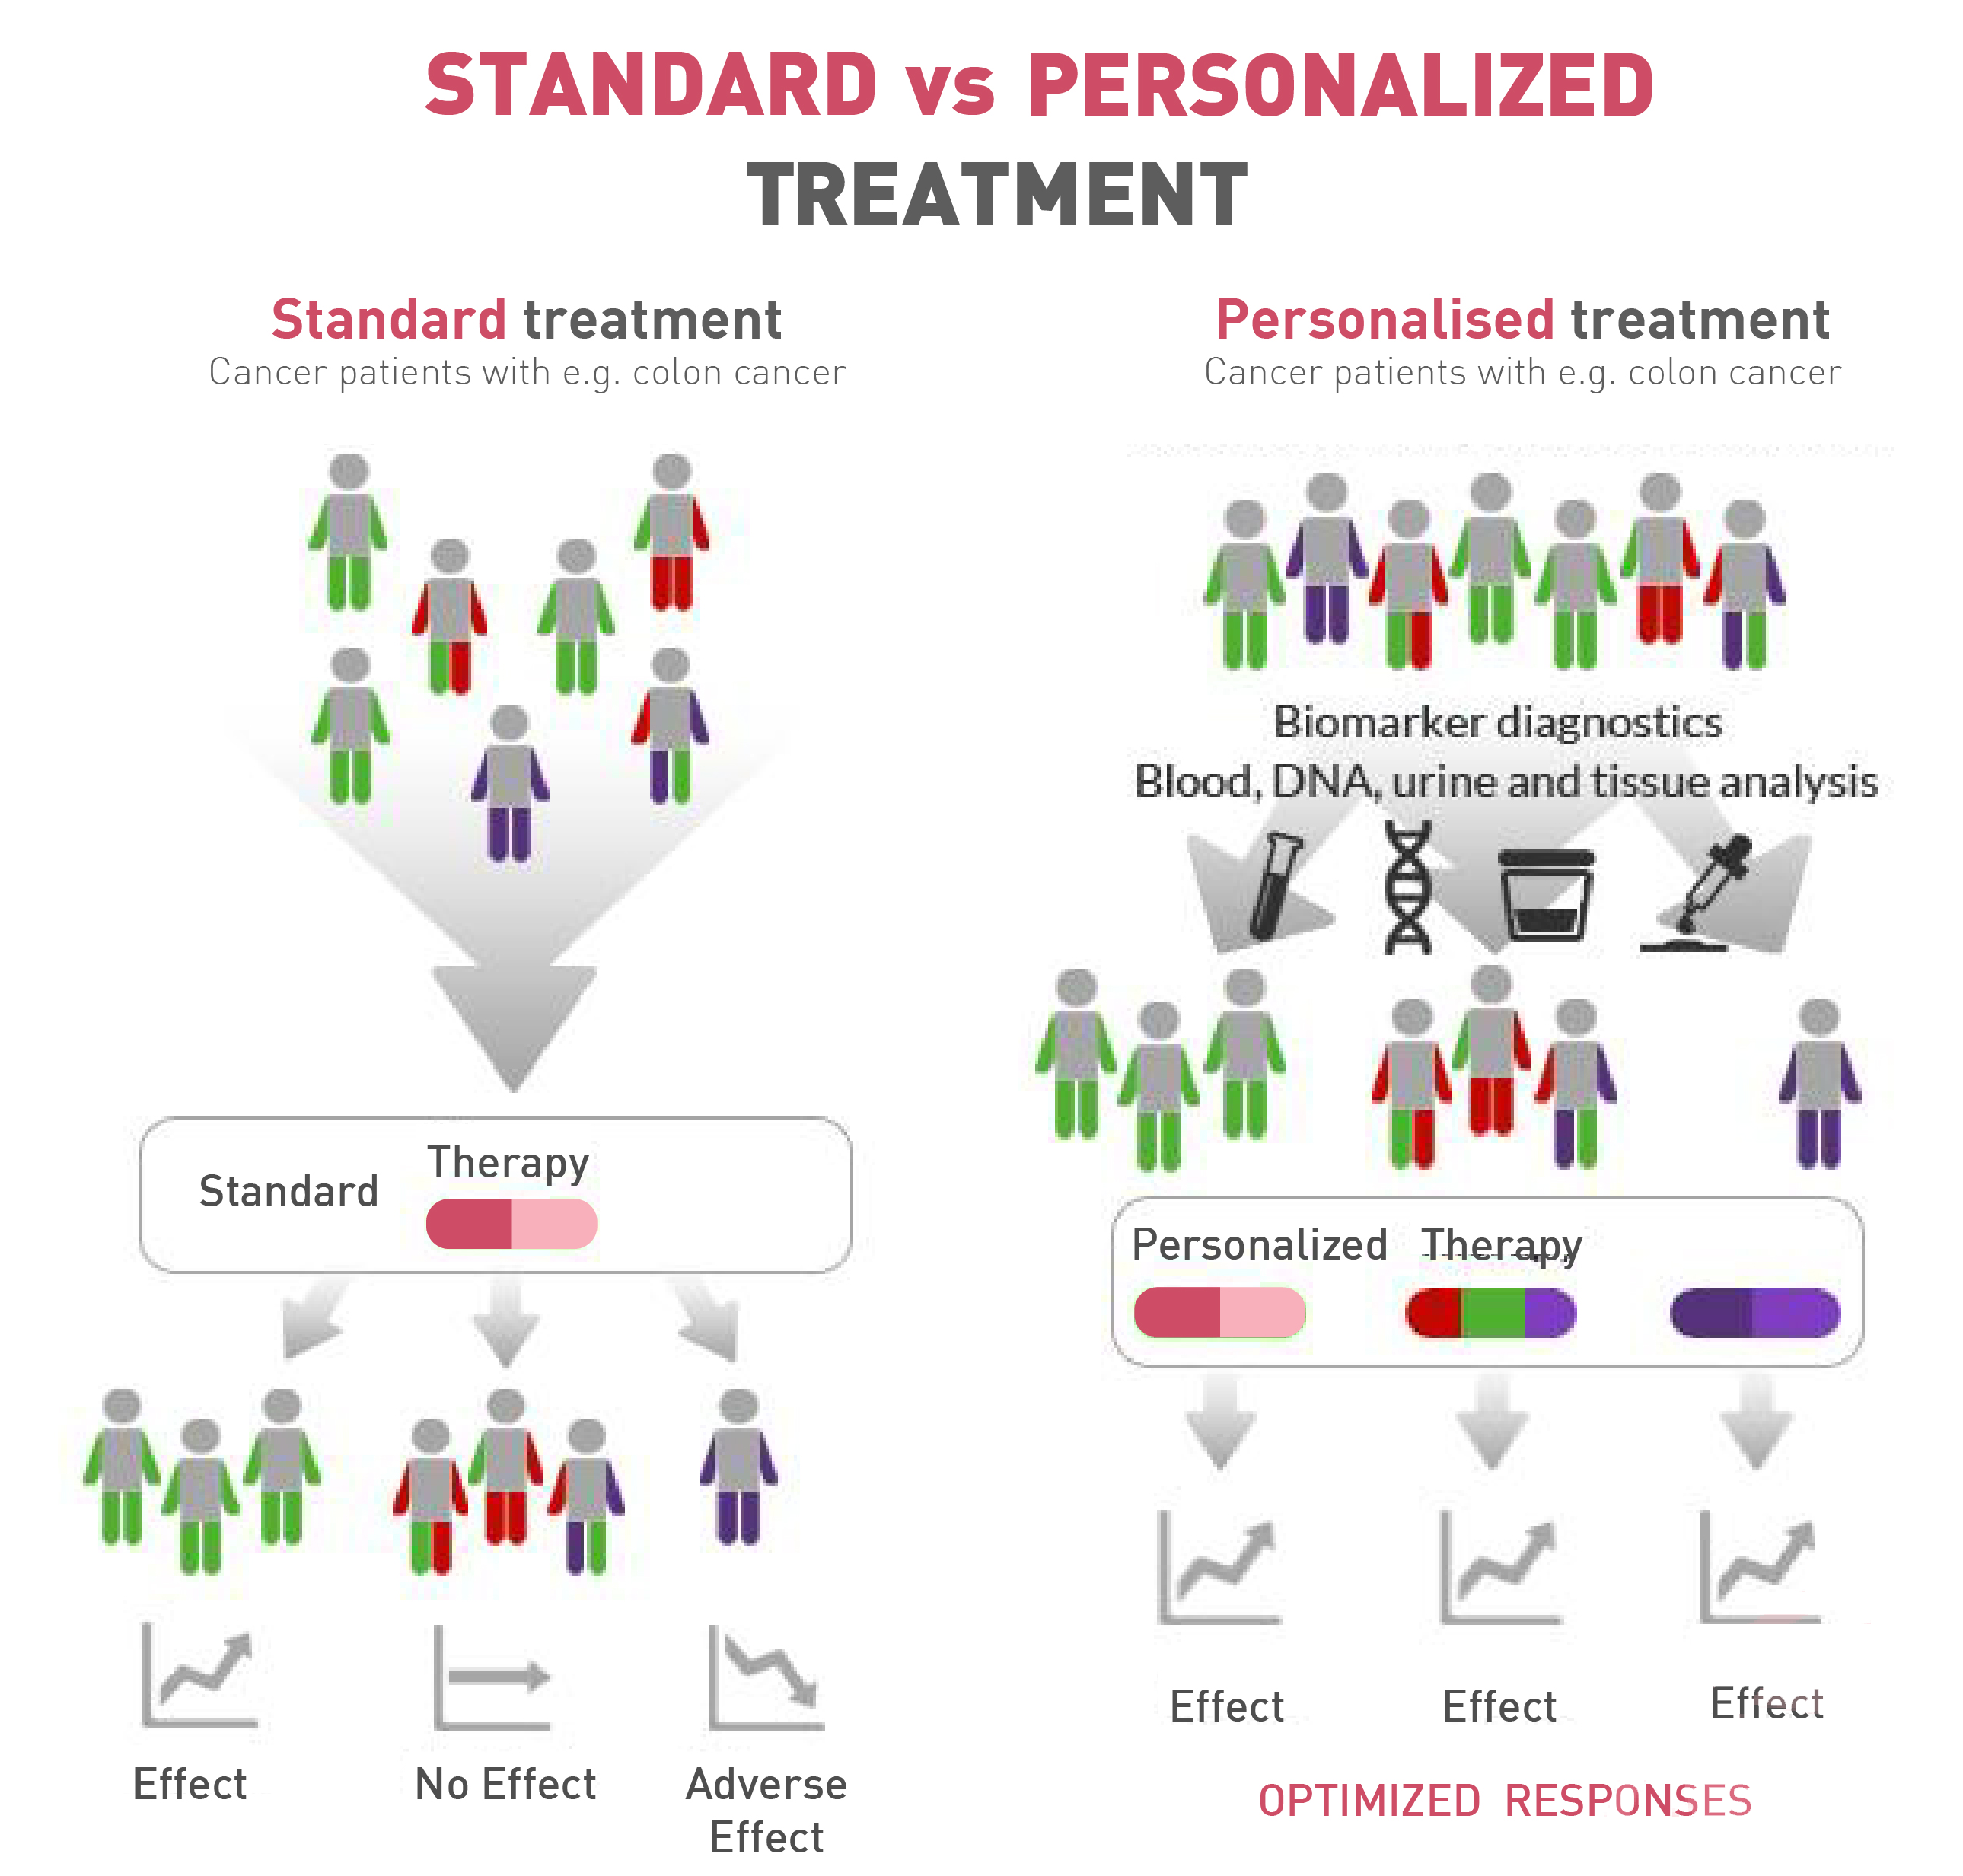 STANDARD vs PERSONALIZED
TREATMENT
Standard treatment
Cancer patients with e.g. colon cancer
Standard
Therapy
Effect
No Effect
Adverse
Effect
Personalised treatment
Cancer patients with e.g. colon cancer
Biomarker diagnostics
Blood, DNA, urine and tissue analysis
Personalized Therapy
Effect
Effect
Effect
OPTIMIZED RESPONSES